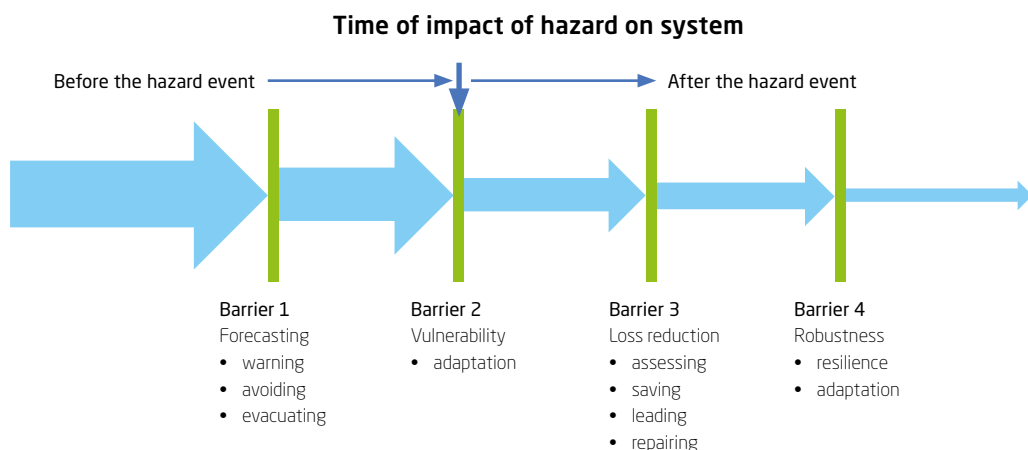 Time of impact of hazard on system
Before the hazard event
After the hazard event
Barrier 1
Forecasting
• warning
• avoiding
• evacuating
Barrier 2
Vulnerability
• adaptation
Barrier 3
Loss reduction
• assessing
• saving
• leading
• repairing
Barrier 4
Robustness
• resilience
• adaptation